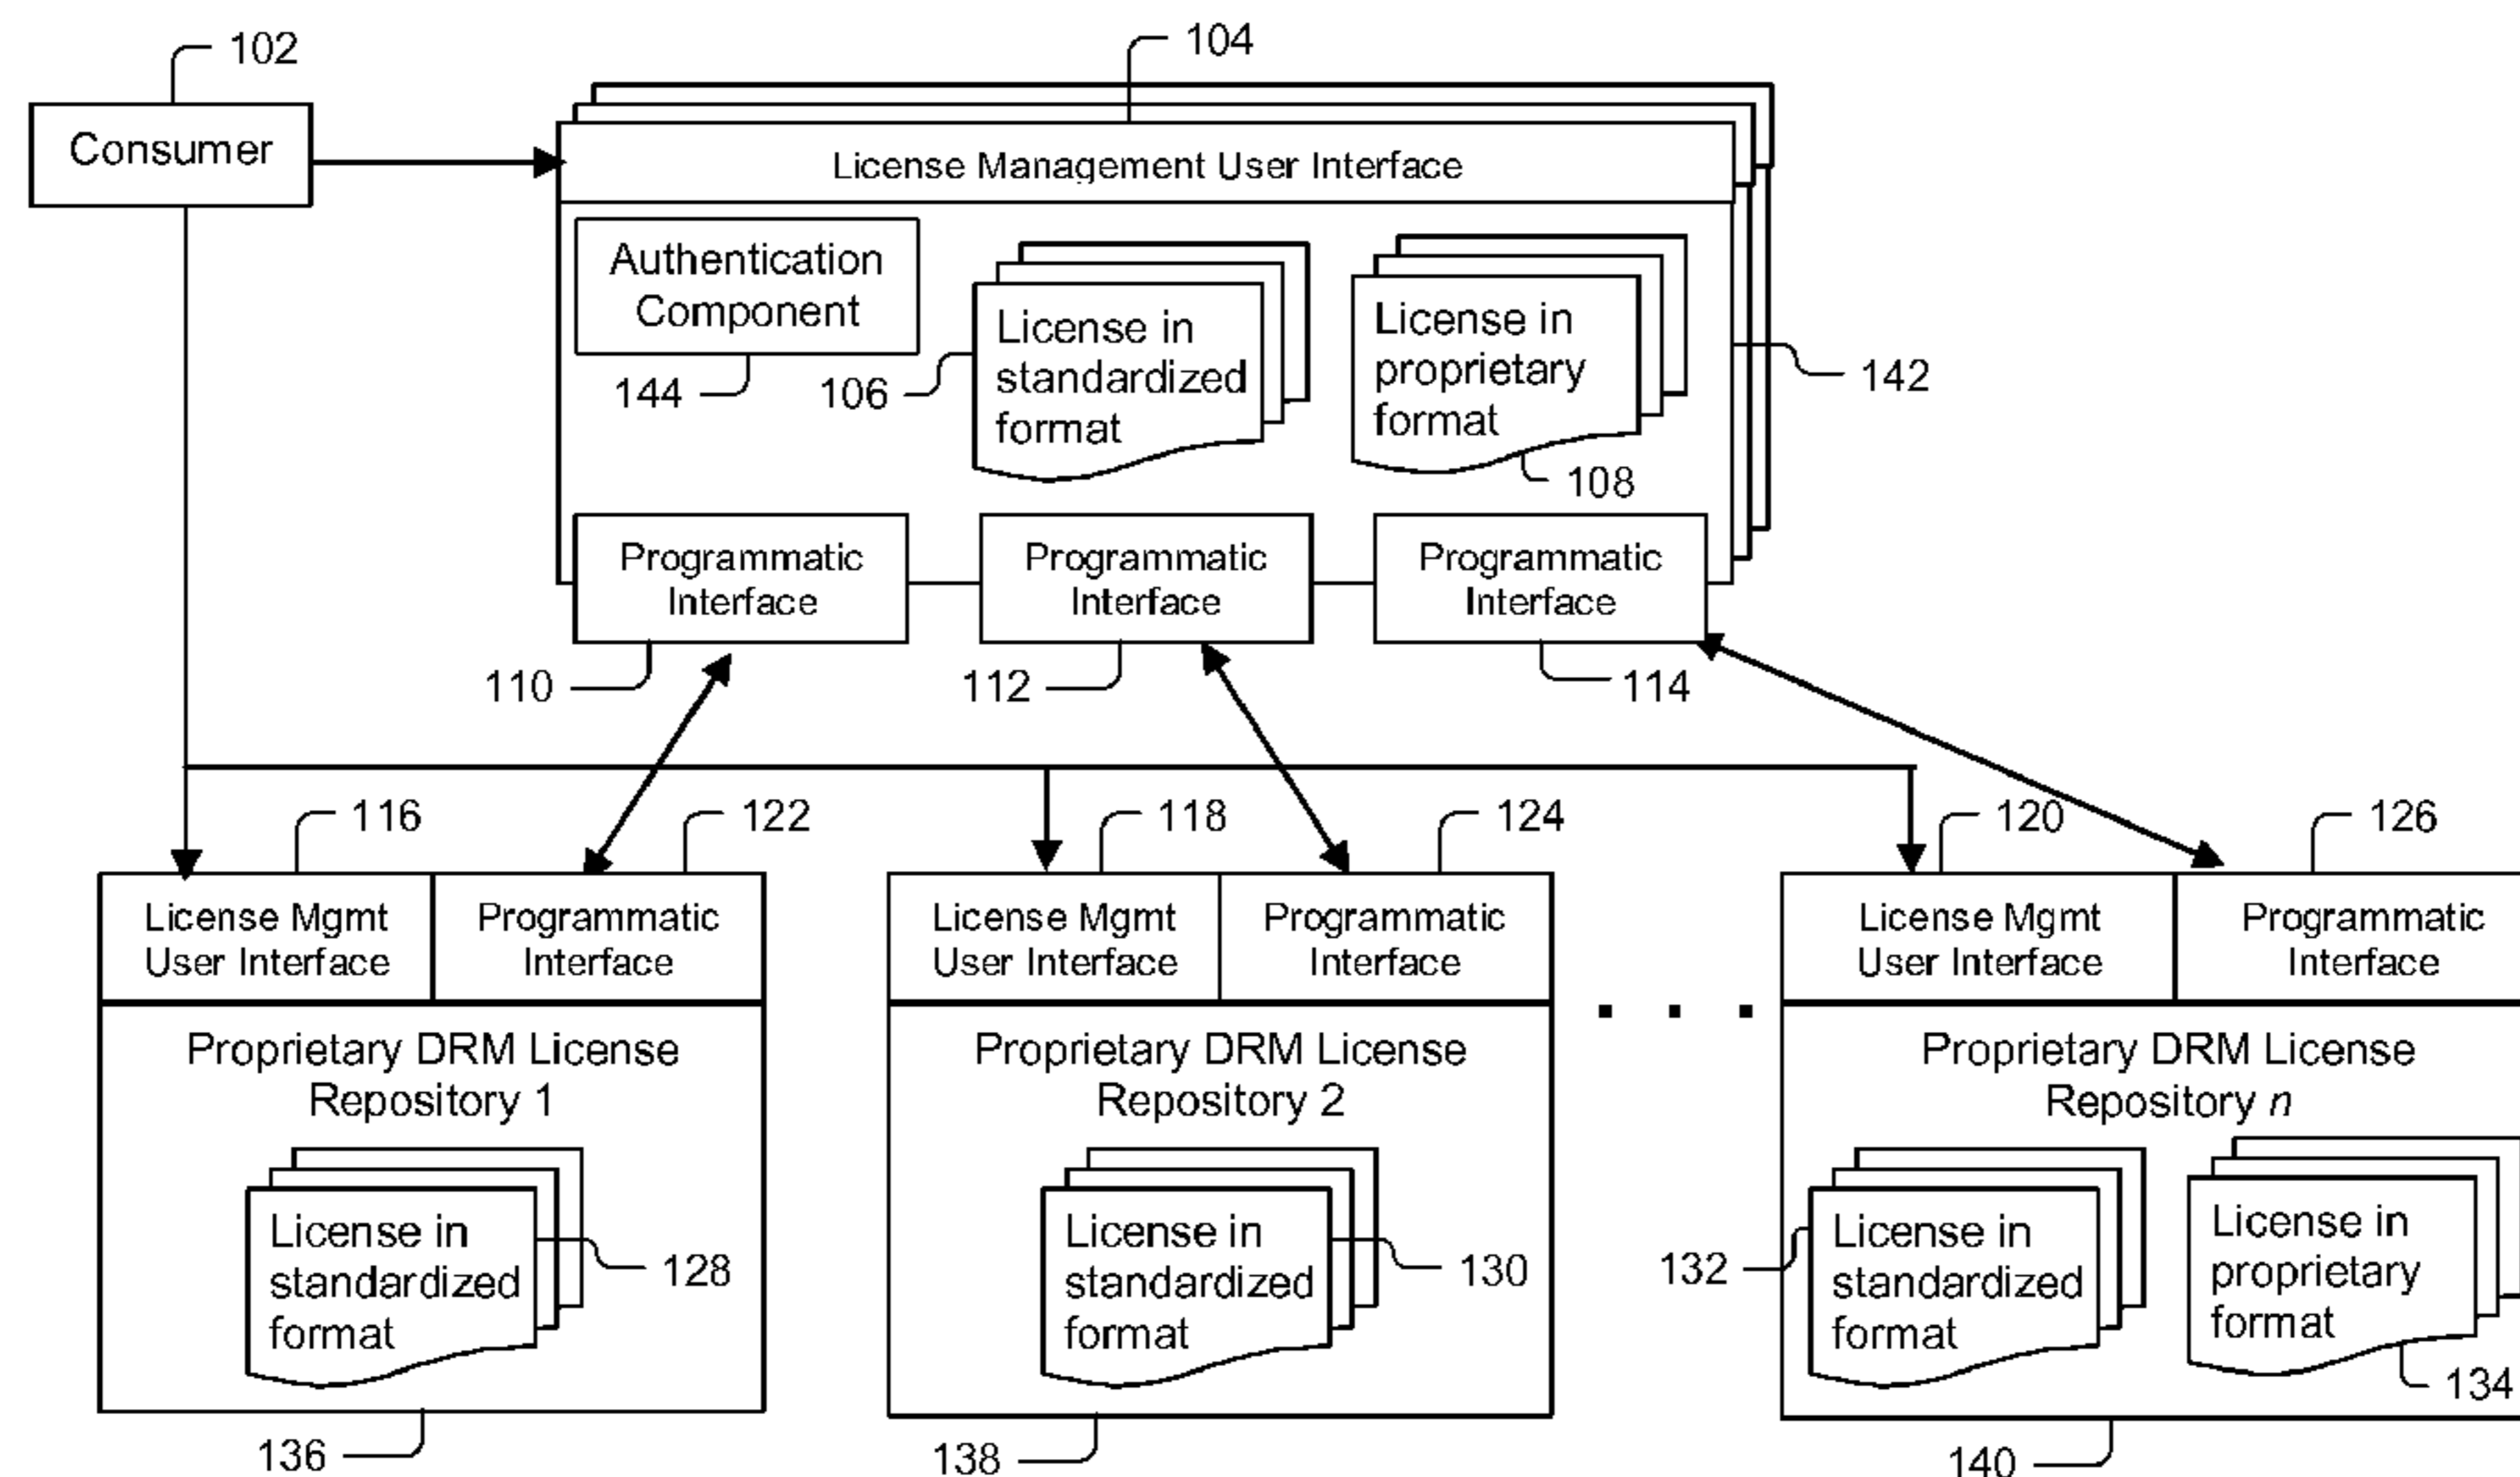 102
104
Consumer
License Management User Interface
Authentication
Component
144
106
License in
standardized
format
License in
proprietary
format
108
142
Programmatic
Interface
Programmatic
Interface
Programmatic
Interface
110
112
114
116
122
118
124
120
126
License Mgmt
User Interface
Programmatic
Interface
License Mgmt
User Interface
Programmatic
Interface
License Mgmt
User Interface
Programmatic
Interface
Proprietary DRM License
Repository 1
Proprietary DRM License
Repository 2
. . .
Proprietary DRM License
Repository n
License in
standardized
format
128
License in
standardized
format
130
132
License in
standardized
format
License in
proprietary
format
134
136
138
140